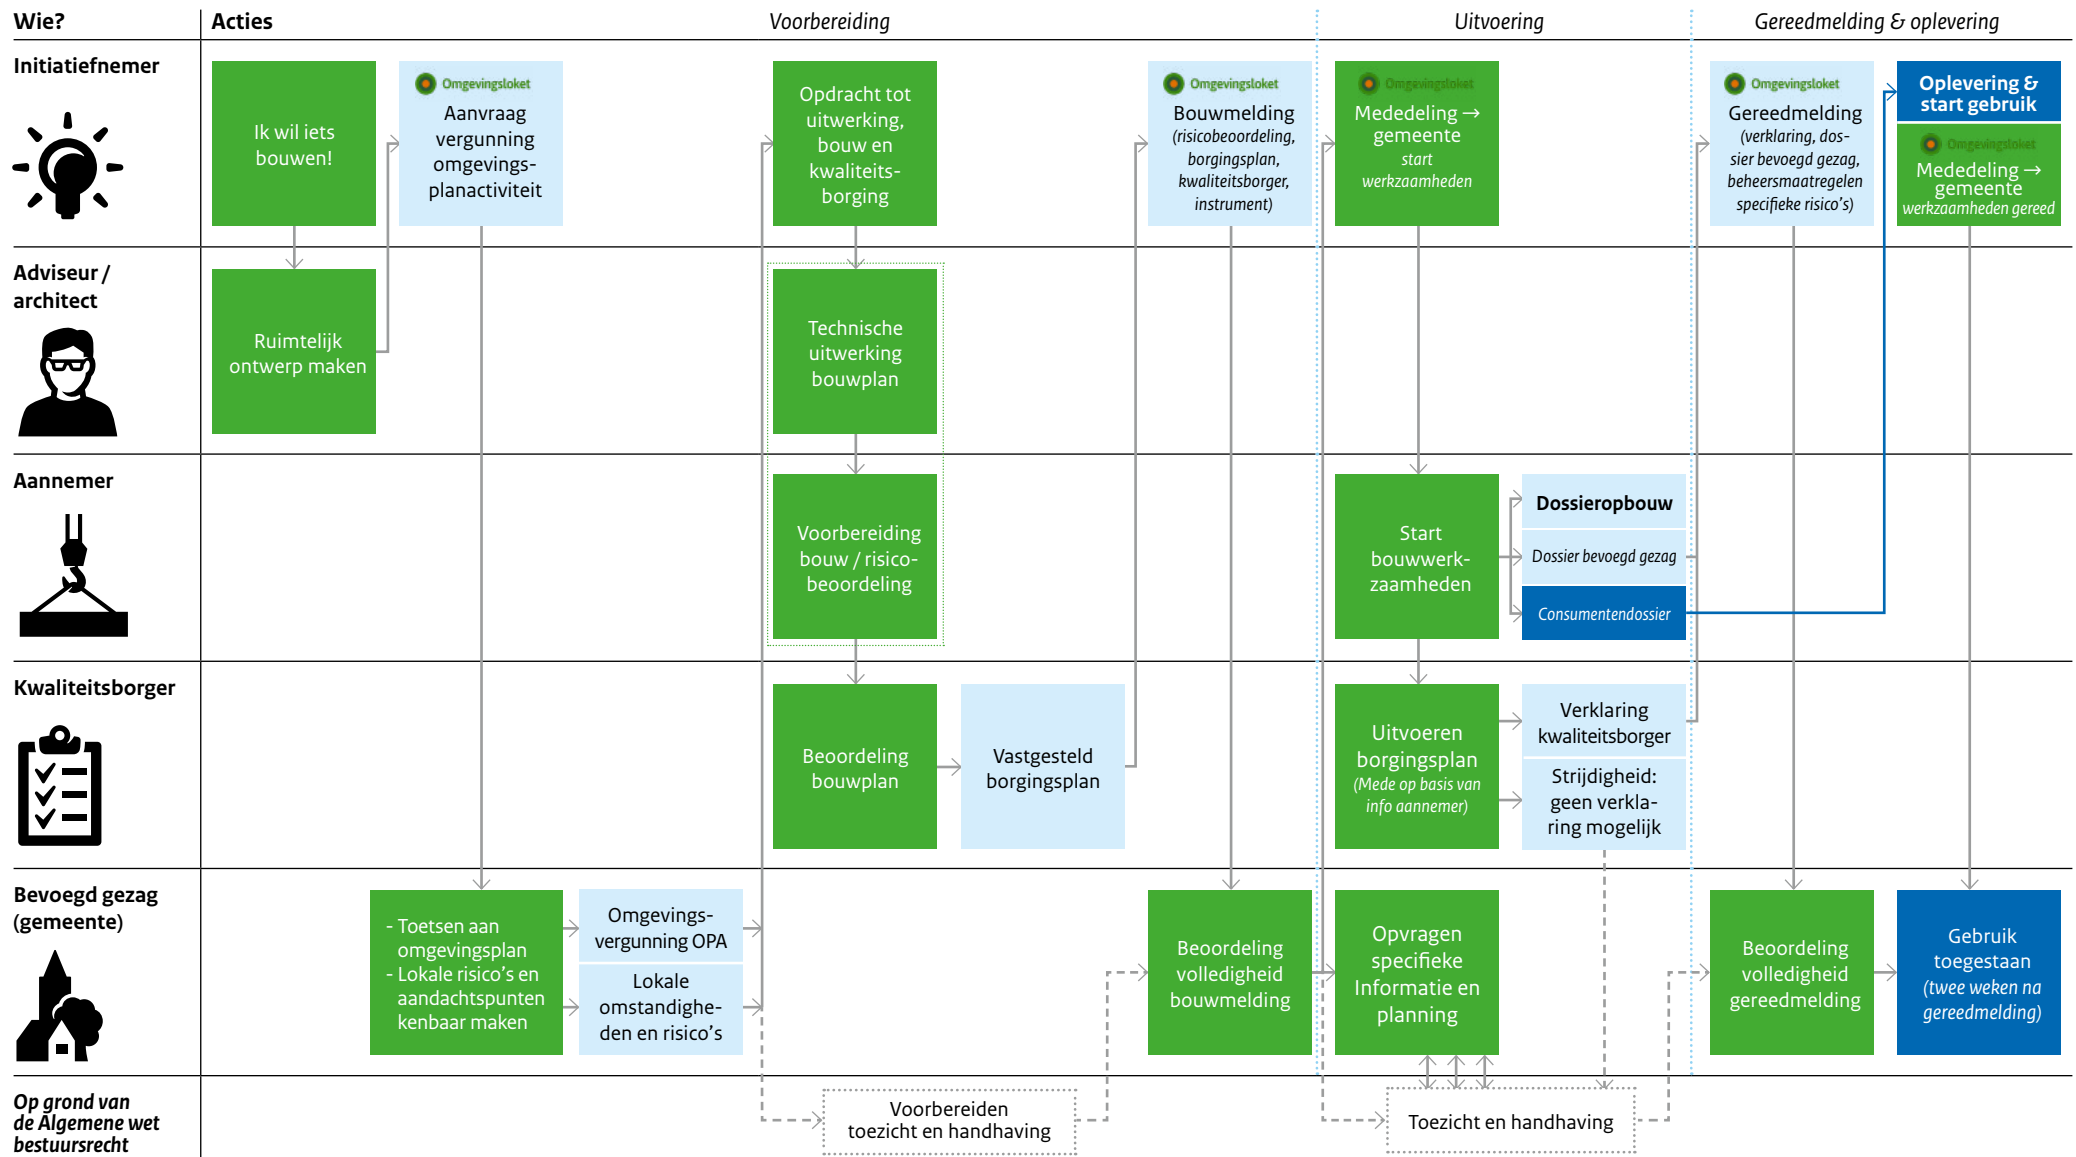 Wie?
Acties
Voorbereiding
Uitvoering
Gereedmelding & oplevering
Initiatiefnemer
Ik wil iets
bouwen!
Omgevingsloket
Aanvraag
vergunning
omgevings-
planactiviteit
Opdracht tot
uitwerking,
bouw en
kwaliteits-
borging
Omgevingsloket
Bouwmelding
(risicobeoordeling,
borgingsplan,
kwaliteitsborger,
instrument)
Omgevingsloket
Mededeling →
gemeente
start
werkzaamheden
Omgevingsloket
Gereedmelding
(verklaring, dos-
sier bevoegd gezag,
beheersmaatregelen
specifieke risico's)
Oplevering &
start gebruik
Omgevingsloket
Mededeling →
gemeente
werkzaamheden gereed
Adviseur /
architect
Ruimtelijk
ontwerp maken
Technische
uitwerking
bouwplan
Aannemer
Voorbereiding
bouw / risico-
beoordeling
Start
bouwwerk-
zaamheden
Dossieropbouw
Dossier bevoegd gezag
Consumentendossier
Kwaliteitsborger
Beoordeling
bouwplan
Vastgesteld
borgingsplan
Uitvoeren
borgingsplan
(Mede op basis van
info aannemer)
Verklaring
kwaliteitsborger
Strijdigheid:
geen verkla-
ring mogelijk
Bevoegd gezag
(gemeente)
- Toetsen aan
omgevingsplan
- Lokale risico's en
aandachtspunten
kenbaar maken
Omgevings-
vergunning OPA
Lokale
omstandighe-
den en risico's
Beoordeling
volledigheid
bouwmelding
Opvragen
specifieke
Informatie en
planning
Beoordeling
volledigheid
gereedmelding
Gebruik
toegestaan
(twee weken na
gereedmelding)
Op grond van
de Algemene wet
bestuursrecht
Voorbereiden
toezicht en handhaving
Toezicht en handhaving